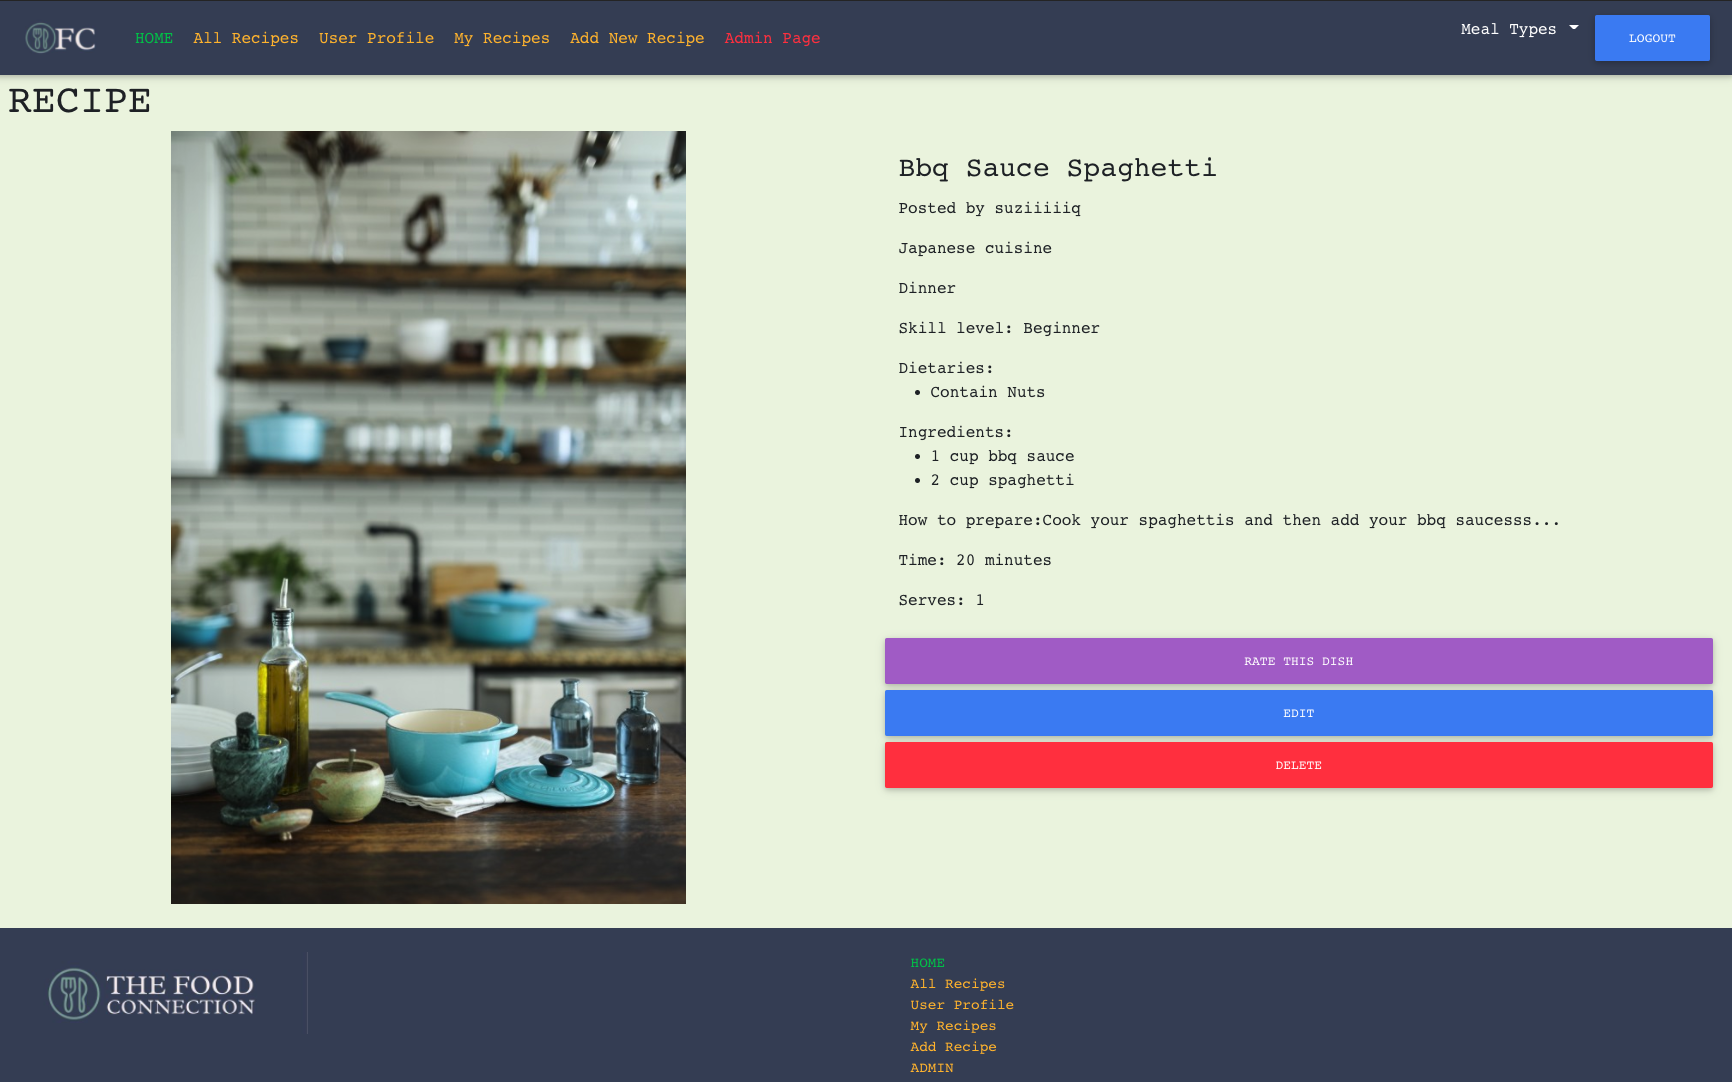 FC
HOME All Recipes User Profile My Recipes Add New Recipe Admin Page Meal Types LOGOUT
RECIPE
Bbq Sauce Spaghetti
Posted by suziiiiiq
Japanese cuisine
Dinner
Skill level: Beginner
Dietaries:
• Contain Nuts
Ingredients:
• 1 cup bbq sauce
• 2 cup spaghetti
How to prepare:Cook your spaghettis and then add your bbq saucesss...
Time: 20 minutes
Serves: 1
RATE THIS DISH
EDIT
DELETE
THE FOOD
CONNECTION
HOME
All Recipes
User Profile
My Recipes
Add Recipe
ADMIN